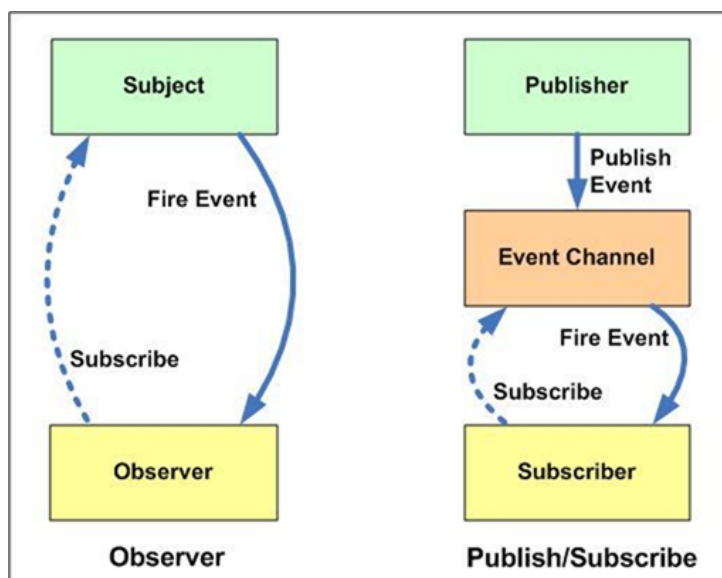 Subject
Fire Event
Subscribe
Observer
Observer
Publisher
Publish
Event
Event Channel
Fire Event
Subscribe
Subscriber
Publish/Subscribe